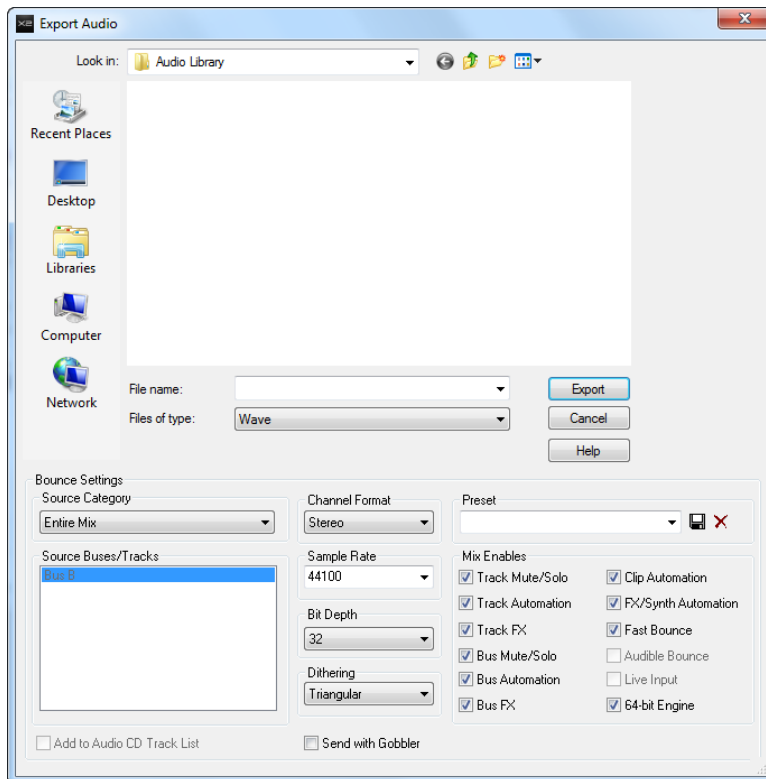 X2 Export Audio
Look in: Audio Library
Recent Places
Desktop
Libraries
Computer
Network
File name:
Export
Files of type: Wave
Cancel
Help
Bounce Settings
Source Category
Entire Mix
Channel Format
Stereo
Preset
Source Buses/Tracks
Bus B
Sample Rate
44100
Bit Depth
32
Dithering
Triangular
Mix Enables
Track Mute/Solo
Clip Automation
Track Automation
FX/Synth Automation
Track FX
Fast Bounce
Bus Mute/Solo
Audible Bounce
Bus Automation
Live Input
Bus FX
64-bit Engine
Add to Audio CD Track List
Send with Gobbler